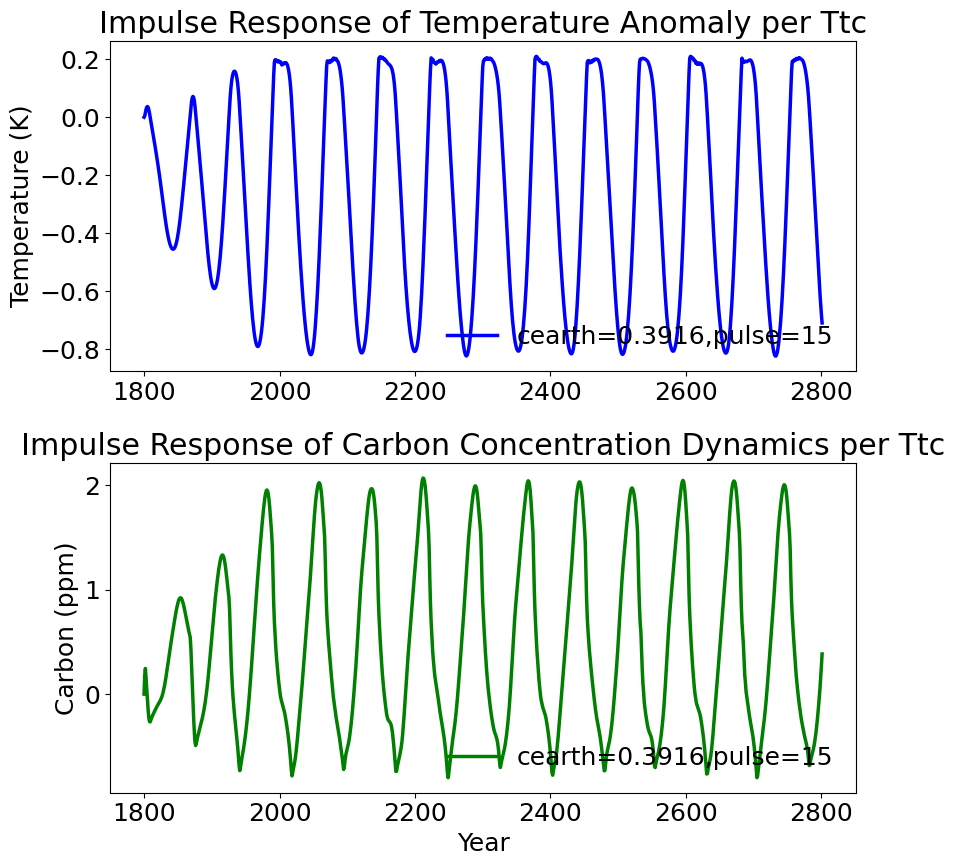 Impulse Response of Temperature Anomaly per Ttc
Temperature (K)
0.2
0.0
−0.2
−0.4
−0.6
−0.8
cearth=0.3916,pulse=15
1800 2000 2200 2400 2600 2800
Impulse Response of Carbon Concentration Dynamics per Ttc
Carbon (ppm)
2
1
0
cearth=0.3916,pulse=15
1800 2000 2200 2400 2600 2800
Year